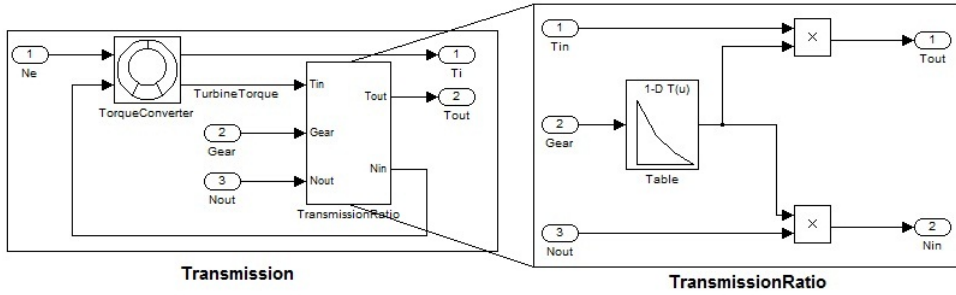 1
Ne
TorqueConverter
TurbineTorque
1
Ti
2
Tout
Tin
Tout
Gear
Nin
Nout
TransmissionRatio
2
Gear
3
Nout
Transmission
1
Tin
2
Gear
1-D T(u)
Table
3
Nout
×
×
1
Tout
2
Nin
TransmissionRatio